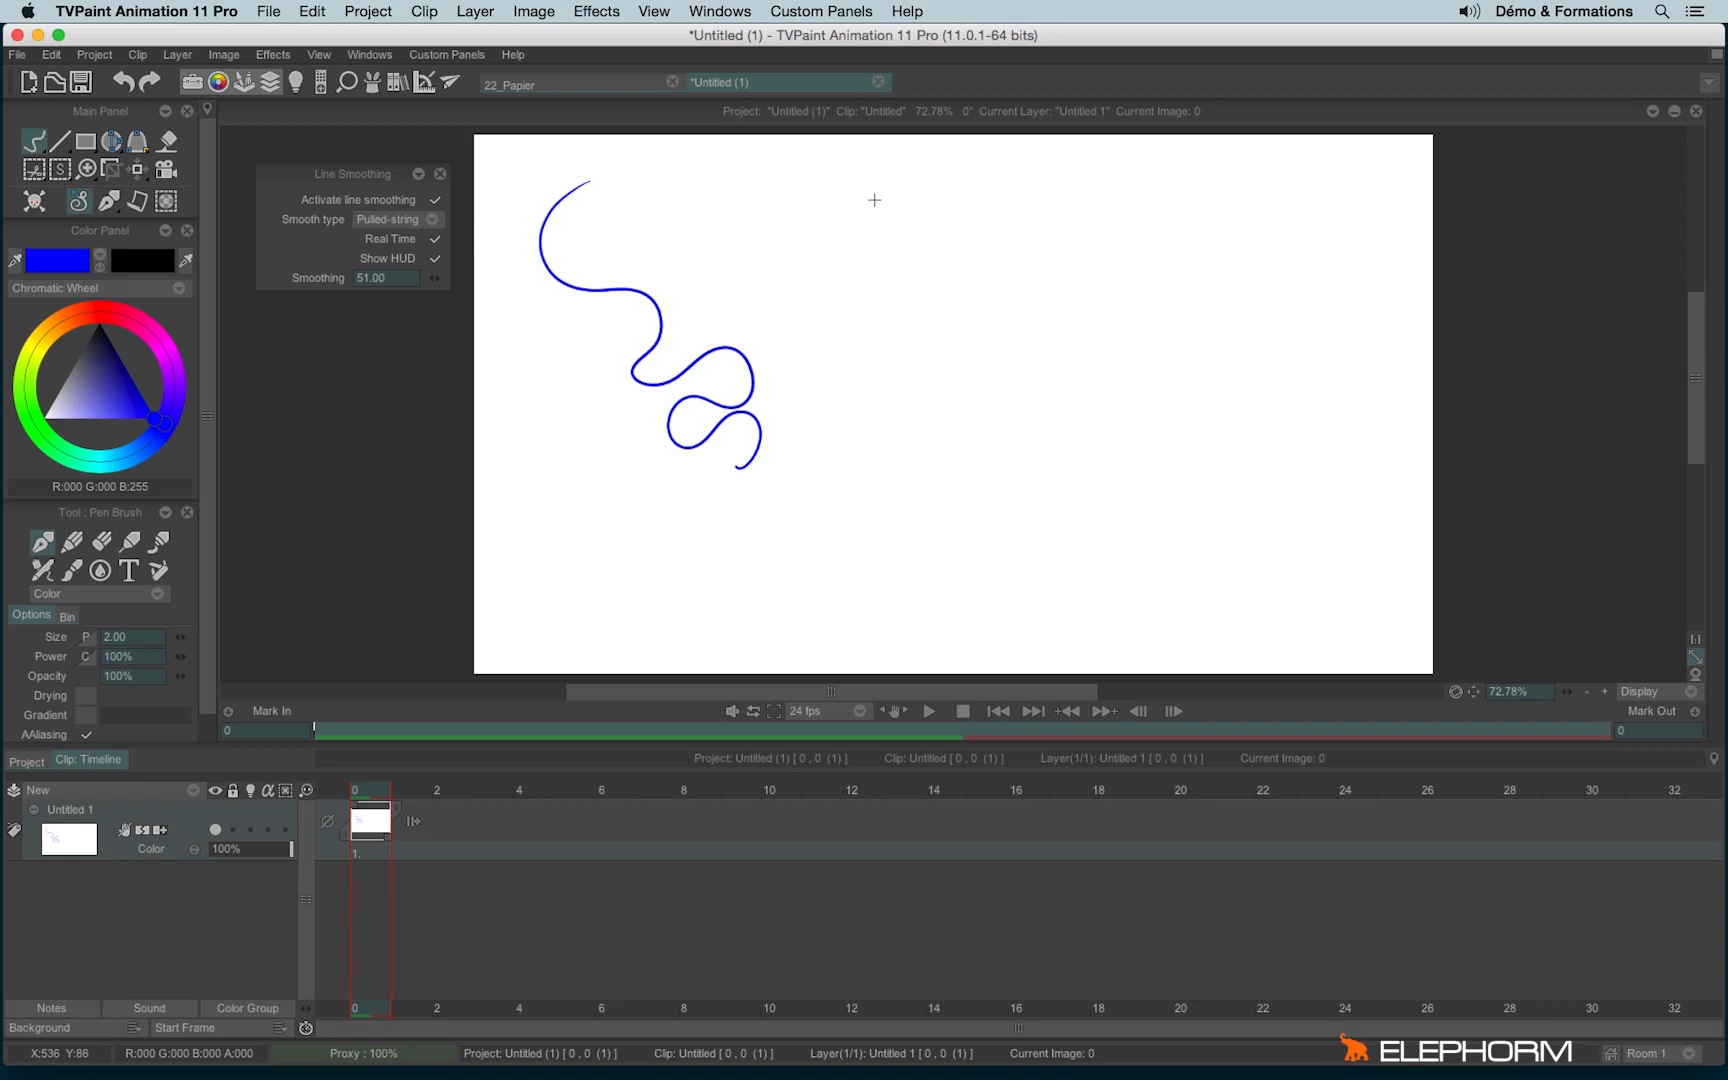 TVPaint Animation 11 Pro File Edit Project Clip Layer Image Effects View Windows Custom Panels Help Démo & Formations
*Untitled (1) - TVPaint Animation 11 Pro (11.0.1-64 bits)
File Edit Project Clip Layer Image Effects View Windows Custom Panels Help
22_Papier *Untitled (1)
Main Panel
Project: "Untitled (1)" Clip: "Untitled" 72.78% 0° Current Layer: "Untitled 1" Current Image: 0
Line Smoothing
Activate line smoothing
Smooth type Pulled-string
Real Time
Show HUD
Smoothing 51.00
Color Panel
Chromatic Wheel
R:000 G:000 B:255
Tool : Pen Brush
Color
Options Bin
Size P 2.00
Power C 100%
Opacity 100%
Drying
Gradient
AAliasing
72.78% - + Display
Mark In 24 fps Mark Out
0 0
Project Clip: Timeline Project: Untitled (1) [ 0 , 0 (1) ] Clip: Untitled [ 0 , 0 (1) ] Layer(1/1): Untitled 1 [ 0 , 0 (1) ] Current Image: 0
New 0 2 4 6 8 10 12 14 16 18 20 22 24 26 28 30 32
Untitled 1
Color 100%
1.
Notes Sound Color Group 0 2 4 6 8 10 12 14 16 18 20 22 24 26 28 30 32
Background Start Frame
X:536 Y:86 R:000 G:000 B:000 A:000 Proxy : 100% Project: Untitled (1) [ 0 , 0 (1) ] Clip: Untitled [ 0 , 0 (1) ] Layer(1/1): Untitled 1 [ 0 , 0 (1) ] Current Image: 0 ELEPHORM Room 1